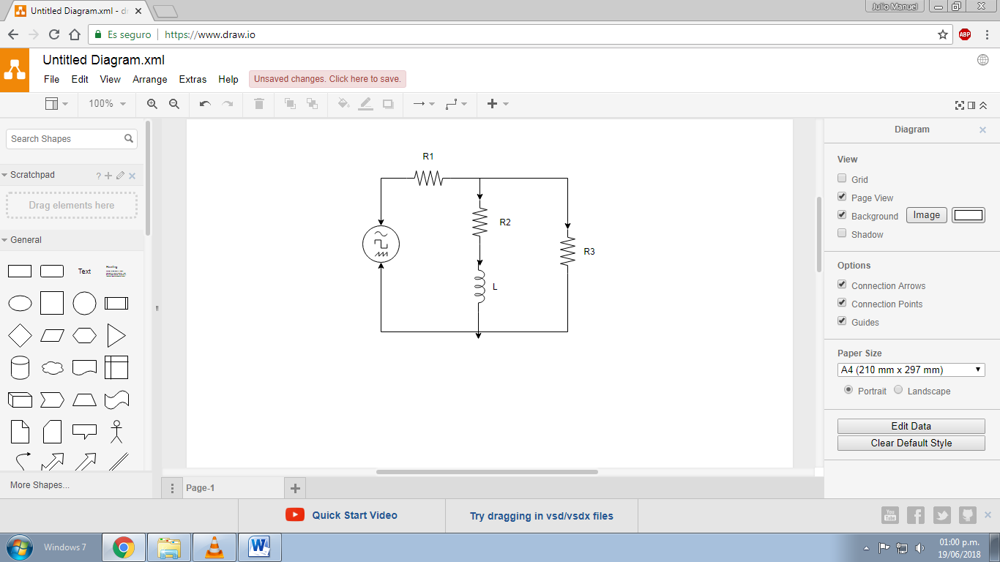 Untitled Diagram.xml - dr
Julio Manuel
Es seguro
https://www.draw.io
ABP
Untitled Diagram.xml
File Edit View Arrange Extras Help
Unsaved changes. Click here to save.
100%
Search Shapes
Scratchpad
?
Drag elements here
General
Text
Heading
More Shapes...
R1
R2
R3
L
Diagram
View
Grid
Page View
Background
Image
Shadow
Options
Connection Arrows
Connection Points
Guides
Paper Size
A4 (210 mm x 297 mm)
Portrait Landscape
Edit Data
Clear Default Style
Page-1
Quick Start Video
Try dragging in vsd/vsdx files
You
Tube
Windows 7
01:00 p.m.
19/06/2018